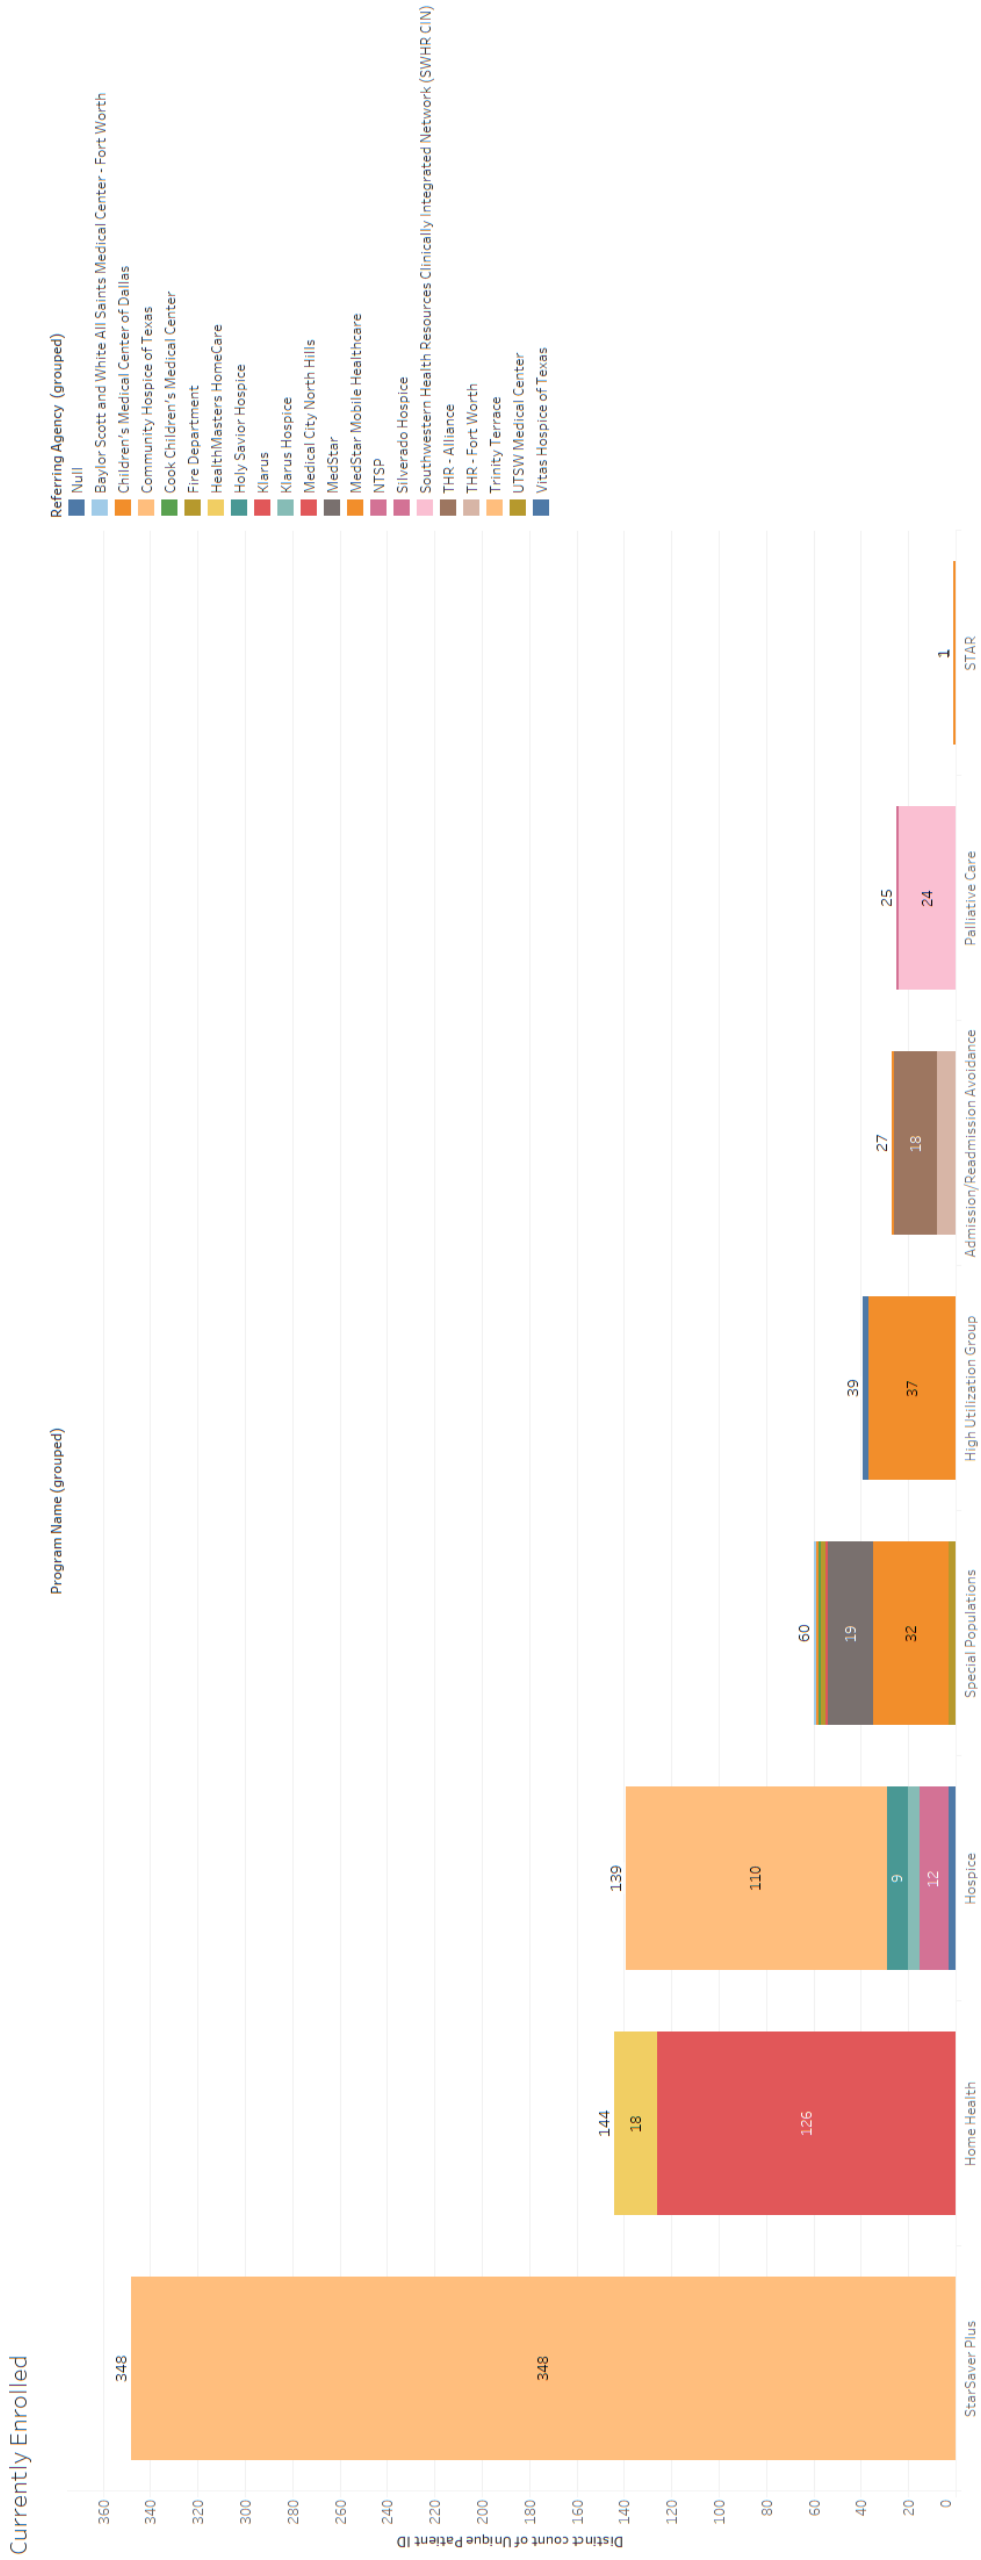 Currently Enrolled
Program Name (grouped)
Referring Agency (grouped)
Null
Baylor Scott and White All Saints Medical Center - Fort Worth
Children's Medical Center of Dallas
Community Hospice of Texas
Cook Children's Medical Center
Fire Department
HealthMasters HomeCare
Holy Savior Hospice
Klarus
Klarus Hospice
Medical City North Hills
MedStar
MedStar Mobile Healthcare
NTSP
Silverado Hospice
Southwestern Health Resources Clinically Integrated Network (SWHR CIN)
THR - Alliance
THR - Fort Worth
Trinity Terrace
UTSW Medical Center
Vitas Hospice of Texas
Distinct count of Unique Patient ID
360
340
320
300
280
260
240
220
200
180
160
140
120
100
80
60
40
20
0
348
348
144
18
126
139
110
9
12
60
19
32
39
37
27
18
25
24
1
StarSaver Plus
Home Health
Hospice
Special Populations
High Utilization Group
Admission/Readmission Avoidance
Palliative Care
STAR